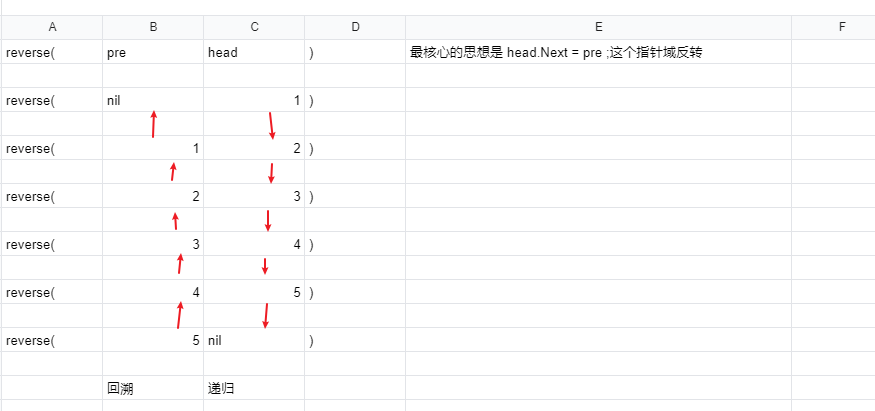 A B C D E F
reverse( pre head ) 最核心的思想是 head.Next = pre ;这个指针域反转
reverse( nil 1 )
reverse( 1 2 )
reverse( 2 3 )
reverse( 3 4 )
reverse( 4 5 )
reverse( 5 nil )
回溯 递归